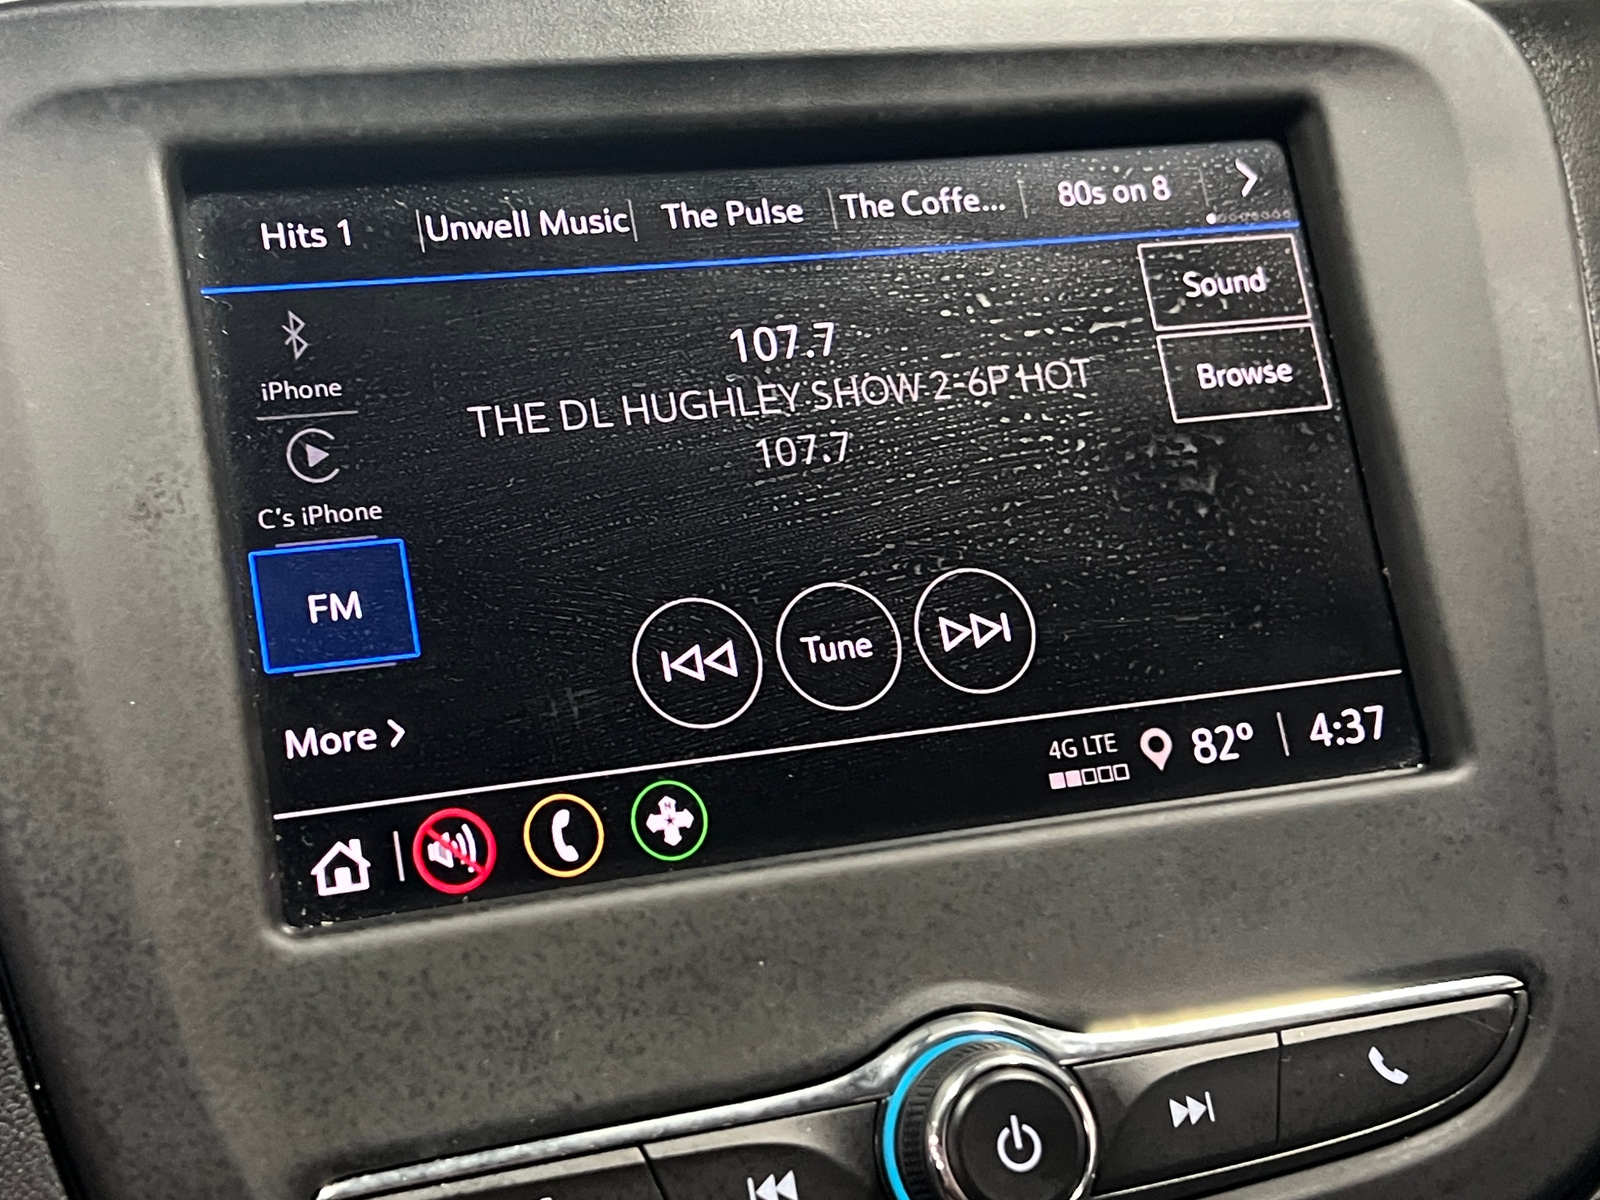 Hits 1
Unwell Music
The Pulse
The Coffe...
80s on 8
Sound
iPhone
107.7
THE DL HUGHLEY SHOW 2-6P HOT
107.7
Browse
C's iPhone
FM
Tune
More
4G LTE
82°
4:37